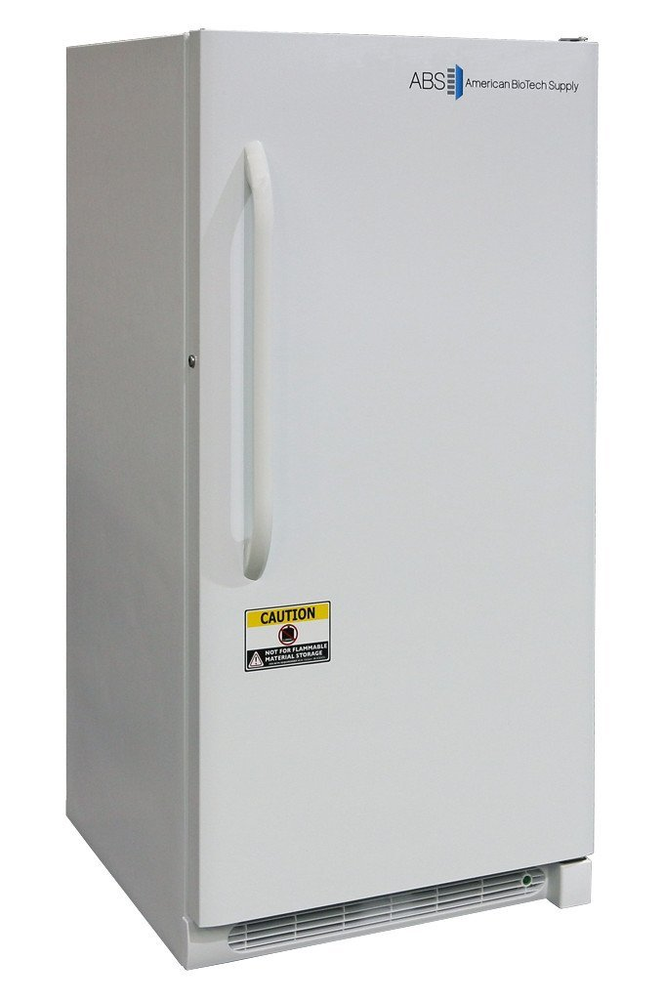 ABS American BioTech Supply
CAUTION
NOT FOR FLAMMABLE
MATERIAL STORAGE